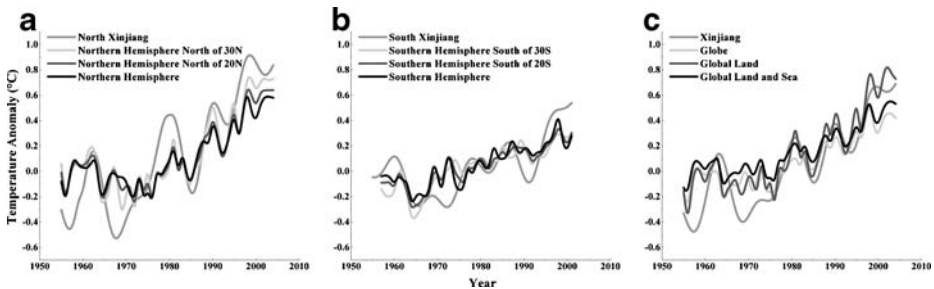 a
b
c
North Xinjiang
Northern Hemisphere North of 30N
Northern Hemisphere North of 20N
Northern Hemisphere
South Xinjiang
Southern Hemisphere South of 30S
Southern Hemisphere South of 20S
Southern Hemisphere
Xinjiang
Globe
Global Land
Global Land and Sea
Temperature Anomaly (°C)
1.0
0.8
0.6
0.4
0.2
0.0
-0.2
-0.4
-0.6
1950 1960 1970 1980 1990 2000 2010
1.0
0.8
0.6
0.4
0.2
0.0
-0.2
-0.4
-0.6
1950 1960 1970 1980 1990 2000 2010
1.0
0.8
0.6
0.4
0.2
0.0
-0.2
-0.4
-0.6
1950 1960 1970 1980 1990 2000 2010
Year